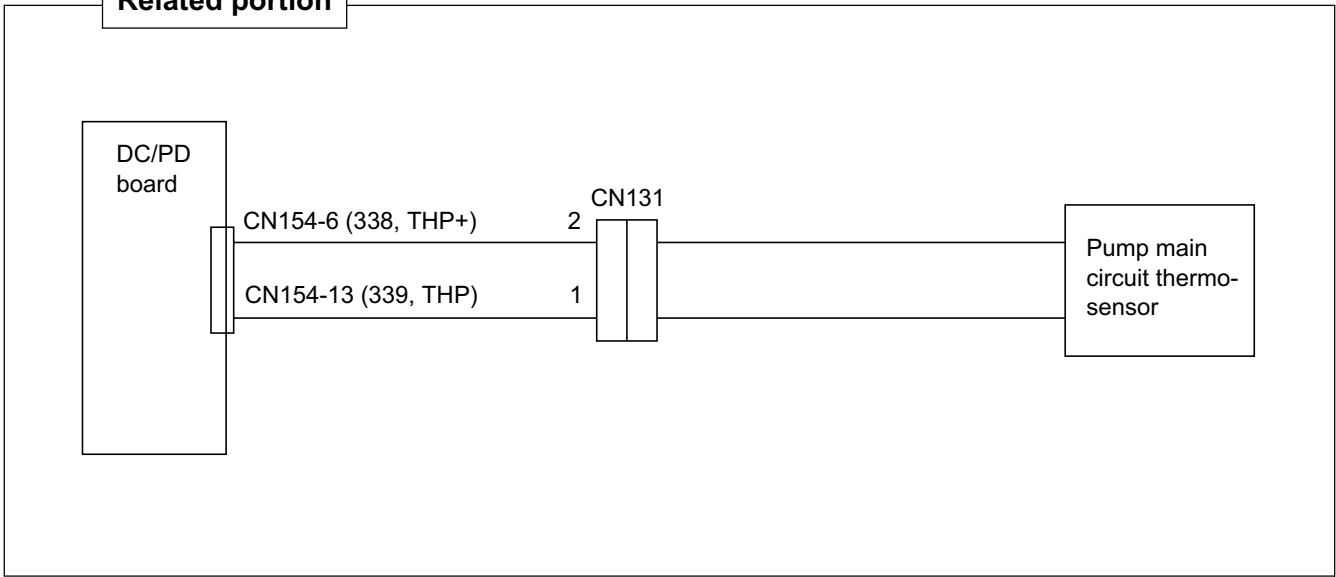 Related portion
DC/PD
board
CN131
CN154-6 (338, THP+) 2
CN154-13 (339, THP) 1
Pump main
circuit thermo-
sensor